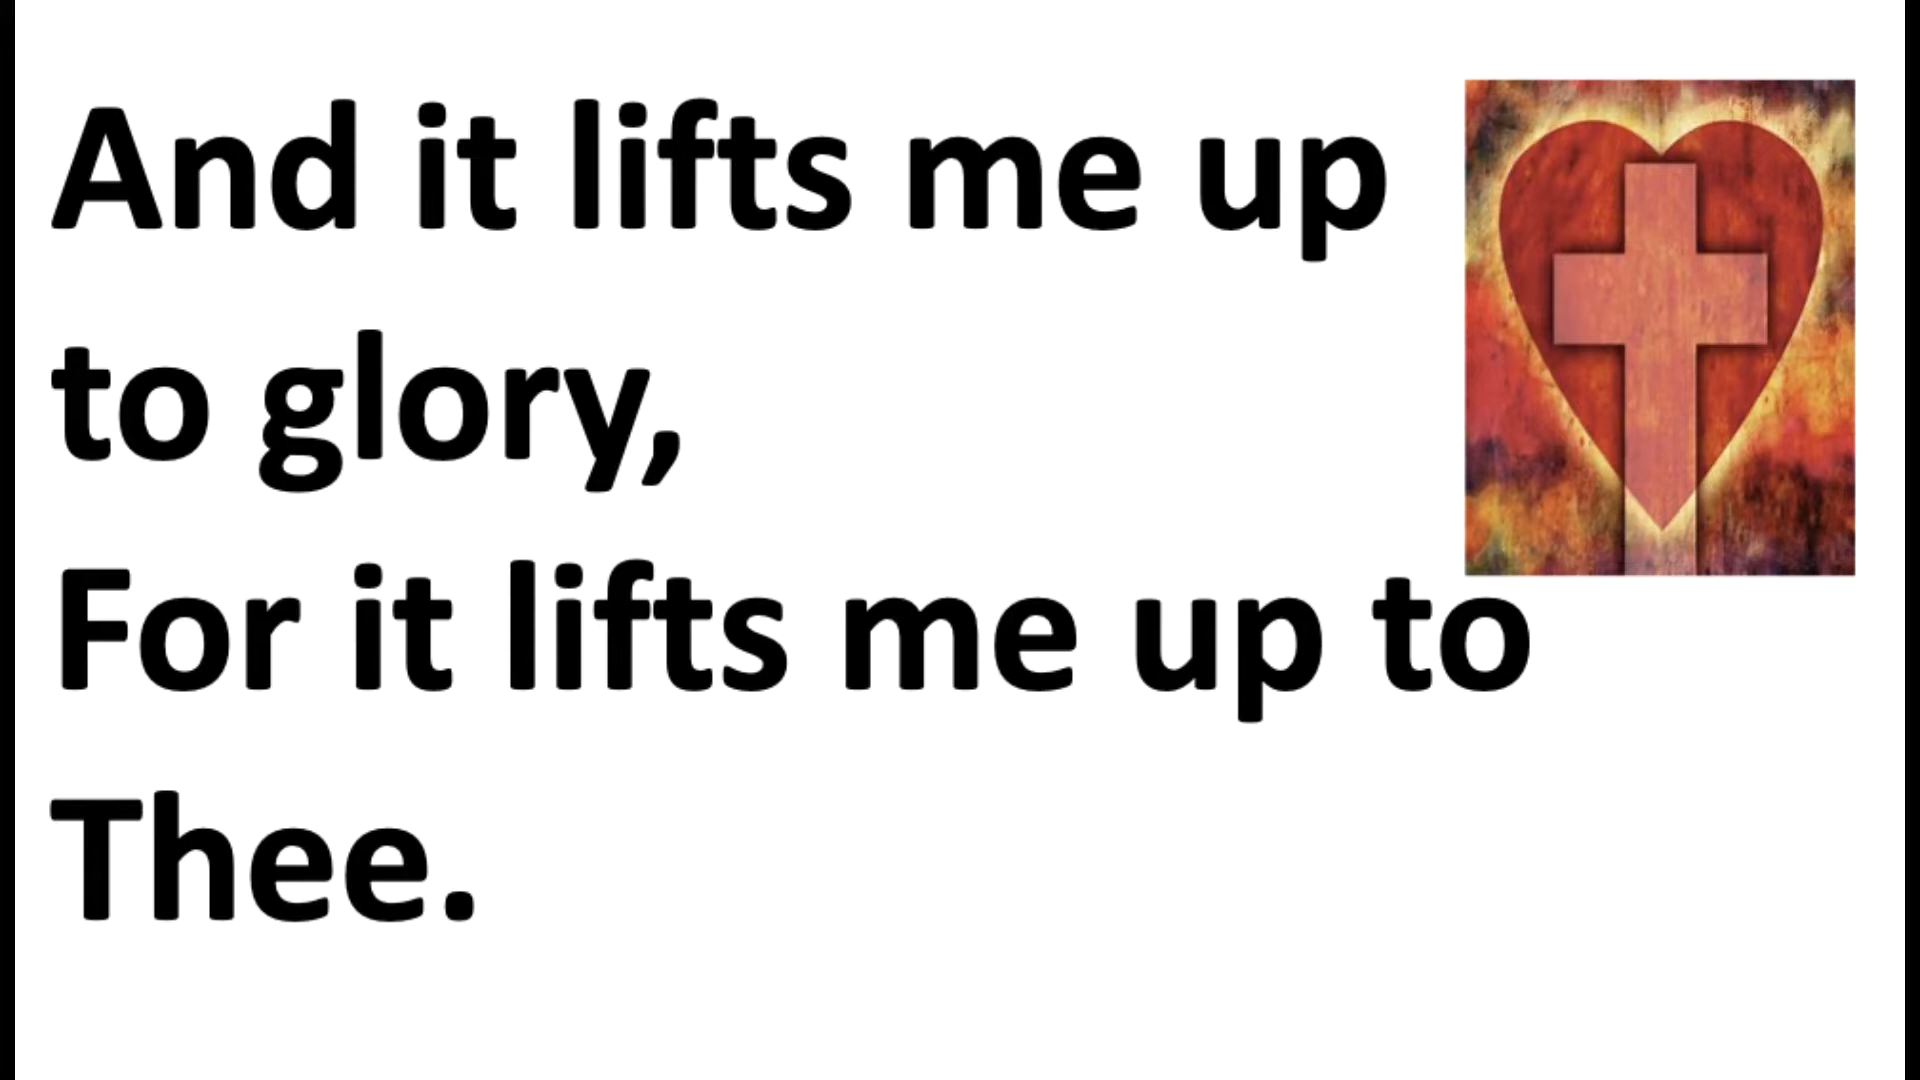 And it lifts me up
to glory,
For it lifts me up to
Thee.